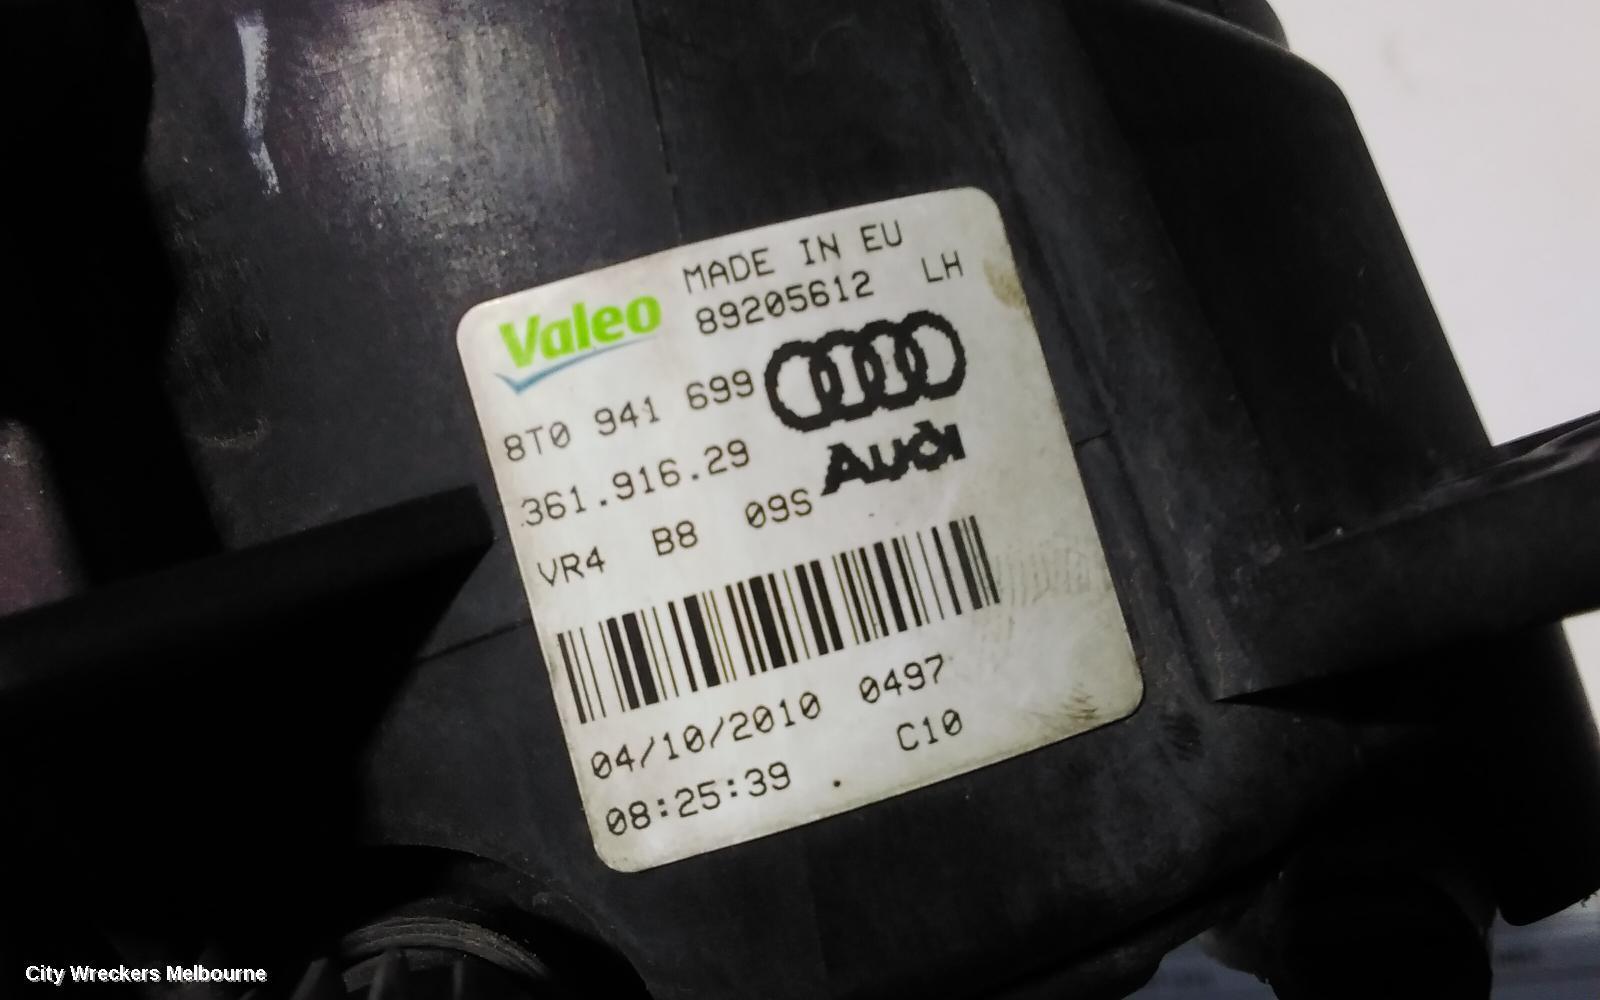 MADE IN EU
Valeo 89205612 LH
8T0 941 699
361.916.29 Audi
VR4 B8 09S
04/10/2010 0497
08:25:39 . C10
City Wreckers Melbourne